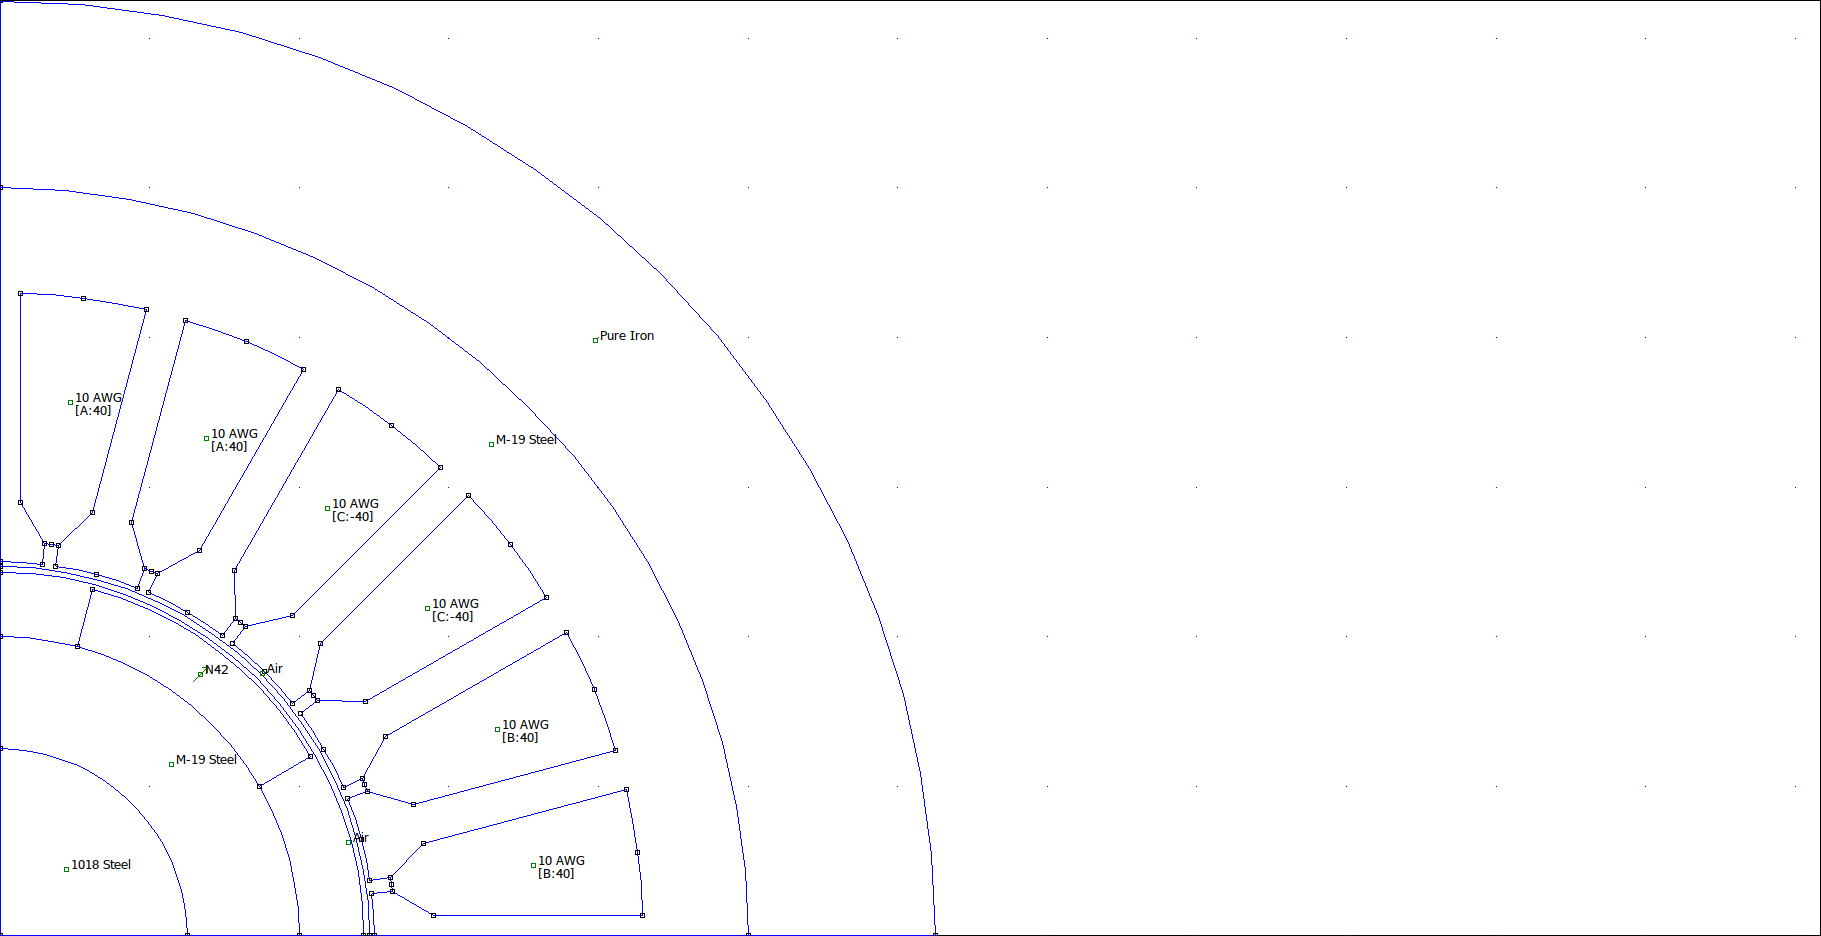 Pure Iron
10 AWG
[A:40]
10 AWG
[A:40]
M-19 Steel
10 AWG
[C:-40]
10 AWG
[C:-40]
N42
Air
10 AWG
[B:40]
M-19 Steel
Air
10 AWG
[B:40]
1018 Steel